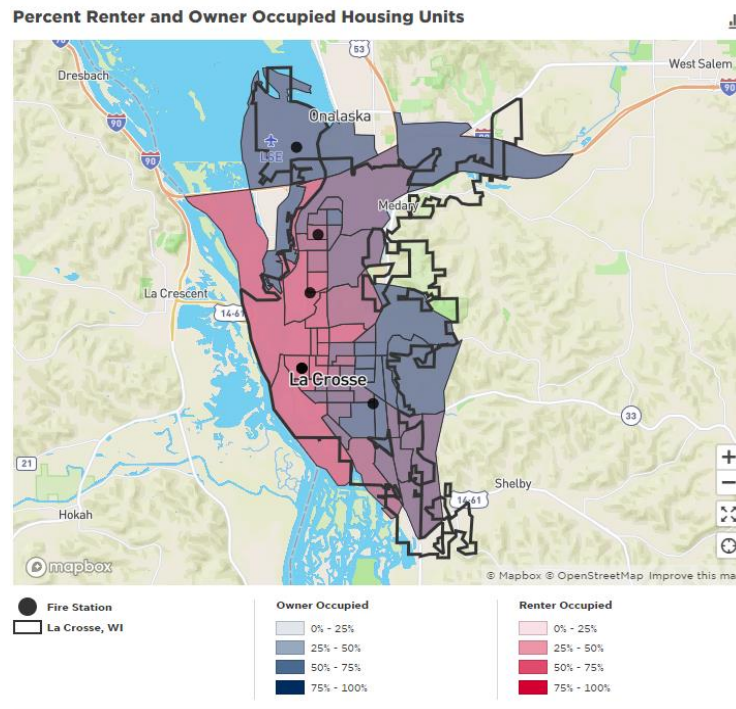 Percent Renter and Owner Occupied Housing Units
90
53
Dresbach
West Salem
90
Onalaska
90
LSE
90
Medary
La Crescent
14-61
La Crosse
33
21
Shelby
14-61
Hokah
mapbox
© Mapbox © OpenStreetMap Improve this
Fire Station
La Crosse, WI
Owner Occupied
0% - 25%
25% - 50%
50% - 75%
75% - 100%
Renter Occupied
0% - 25%
25% - 50%
50% - 75%
75% - 100%